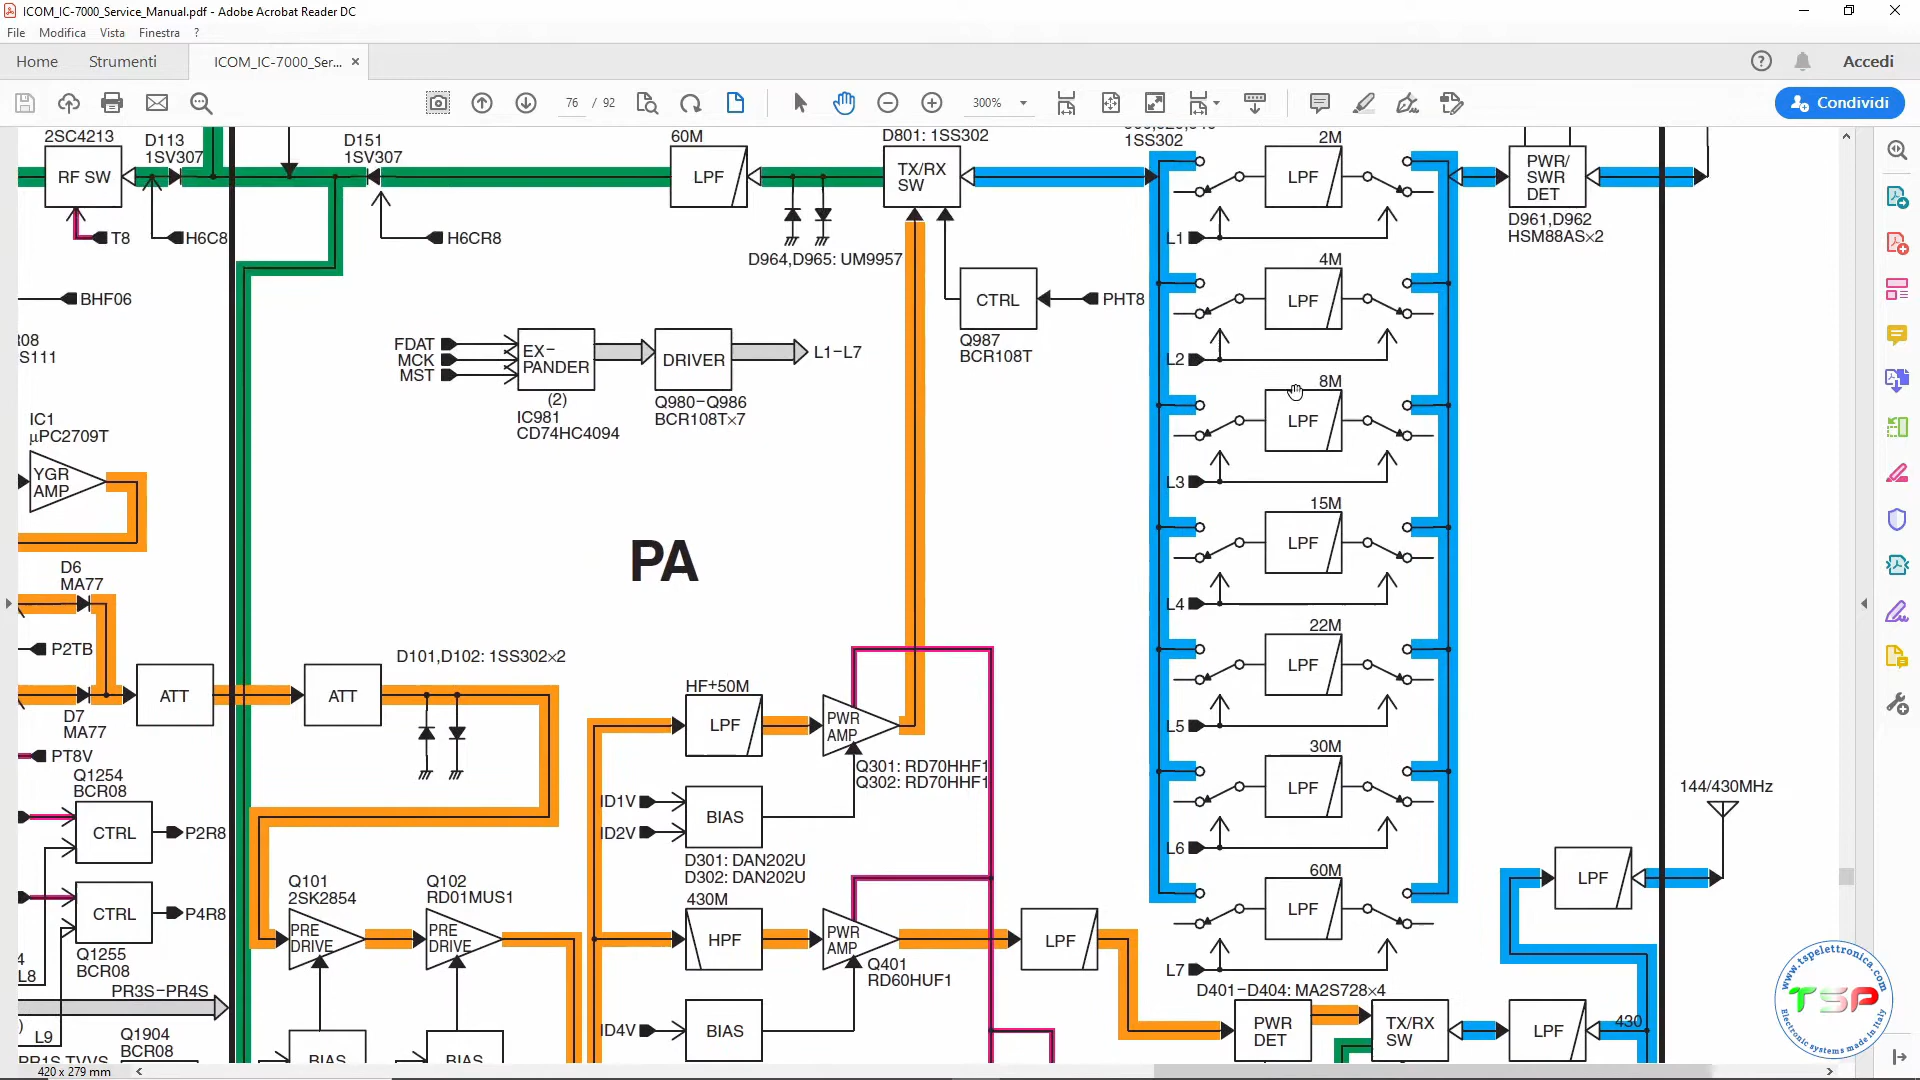 ICOM_IC-7000_Service_Manual.pdf - Adobe Acrobat Reader DC
File Modifica Vista Finestra ?
Home Strumenti ICOM_IC-7000_Ser... Accedi
76 / 92 300% Condividi
2SC4213
RF SW
D113
1SV307
T8
H6C8
D151
1SV307
H6CR8
60M
LPF
D964,D965: UM9957
D801: 1SS302
TX/RX
SW
1SS302
CTRL
PHT8
Q987
BCR108T
2M
LPF
L1
4M
LPF
L2
8M
LPF
L3
15M
LPF
L4
22M
LPF
L5
30M
LPF
L6
60M
LPF
L7
PWR/
SWR
DET
D961,D962
HSM88AS×2
BHF06
S111
FDAT
MCK
MST
EX-
PANDER
(2)
IC981
CD74HC4094
DRIVER
Q980-Q986
BCR108T×7
L1-L7
IC1
μPC2709T
YGR
AMP
PA
D6
MA77
P2TB
D7
MA77
PT8V
ATT
ATT
D101,D102: 1SS302×2
Q1254
BCR08
CTRL
P2R8
CTRL
P4R8
Q1255
BCR08
L8
PR3S-PR4S
L9
Q1904
BCR08
Q101
2SK2854
PRE
DRIVE
Q102
RD01MUS1
PRE
DRIVE
BIAS
BIAS
HF+50M
LPF
PWR
AMP
Q301: RD70HHF1
Q302: RD70HHF1
ID1V
ID2V
BIAS
D301: DAN202U
D302: DAN202U
430M
HPF
PWR
AMP
Q401
RD60HUF1
ID4V
BIAS
LPF
D401-D404: MA2S728×4
PWR
DET
TX/RX
SW
LPF
430
LPF
144/430MHz
www.tspelettronica.com
TSP
Electronic systems made in Italy
420 x 279 mm